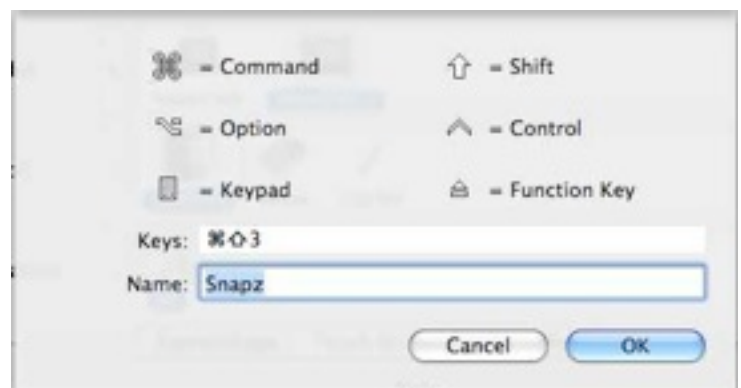 ⌘ = Command ⇧ = Shift
⌥ = Option ⌃ = Control
= Keypad = Function Key
Keys: ⌘⇧3
Name: Snapz
Cancel OK